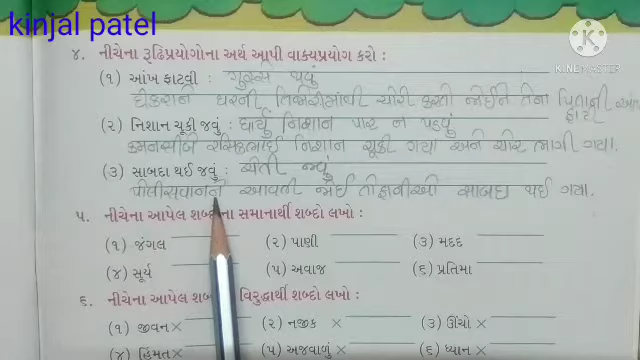 kinjal patel
KINEMASTER
૪. નીચેના રૂઢિપ્રયોગોના અર્થ આપી વાક્યપ્રયોગ કરો :
(૧) આંખ ફાટવી : ગુસ્સે થવું
દીકરાને ઘરની તિજોરીમાંથી ચોરી કરતો જોઈને તેના પિતાની આંખ ફાટી
(૨) નિશાન ચૂકી જવું : ધાર્યું નિશાન પાર ન પડવું
કમનસીબે રસિકભાઈ નિશાન ચૂકી ગયા અને ચોર ભાગી ગયા.
(૩) સાબદા થઈ જવું : ચેતી જવું
પોલીસવાનને આવતી જોઈ તોફાનીઓ સાબદા થઈ ગયા.
૫. નીચેના આપેલ શબ્દોના સમાનાર્થી શબ્દો લખો :
(૧) જંગલ (૨) પાણી (૩) મદદ
(૪) સૂર્ય (૫) અવાજ (૬) પ્રતિમા
૬. નીચેના આપેલ વિરુદ્ધાર્થી શબ્દો લખો :
(૧) જીવન × (૨) નજીક × (૩) ઊંચો ×
(૪) હિંમત × (૫) અજવાળું × (૬) ધ્યાન ×